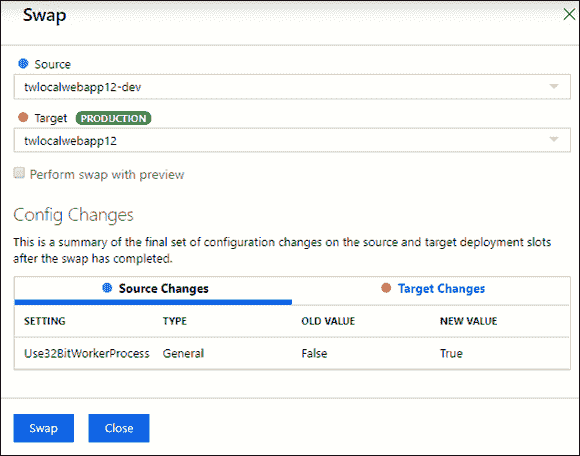 Swap
Source
twlocalwebapp12-dev
Target PRODUCTION
twlocalwebapp12
Perform swap with preview
Config Changes
This is a summary of the final set of configuration changes on the source and target deployment slots
after the swap has completed.
Source Changes Target Changes
SETTING TYPE OLD VALUE NEW VALUE
Use32BitWorkerProcess General False True
Swap Close